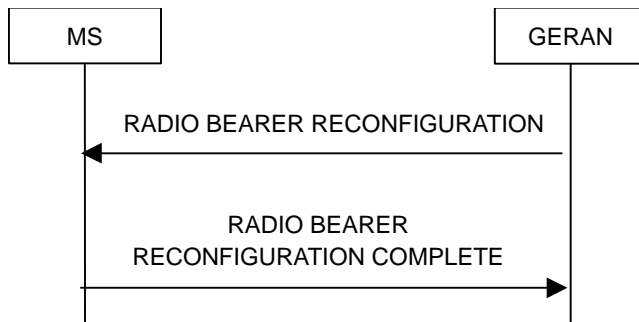 MS
GERAN
RADIO BEARER RECONFIGURATION
RADIO BEARER
RECONFIGURATION COMPLETE